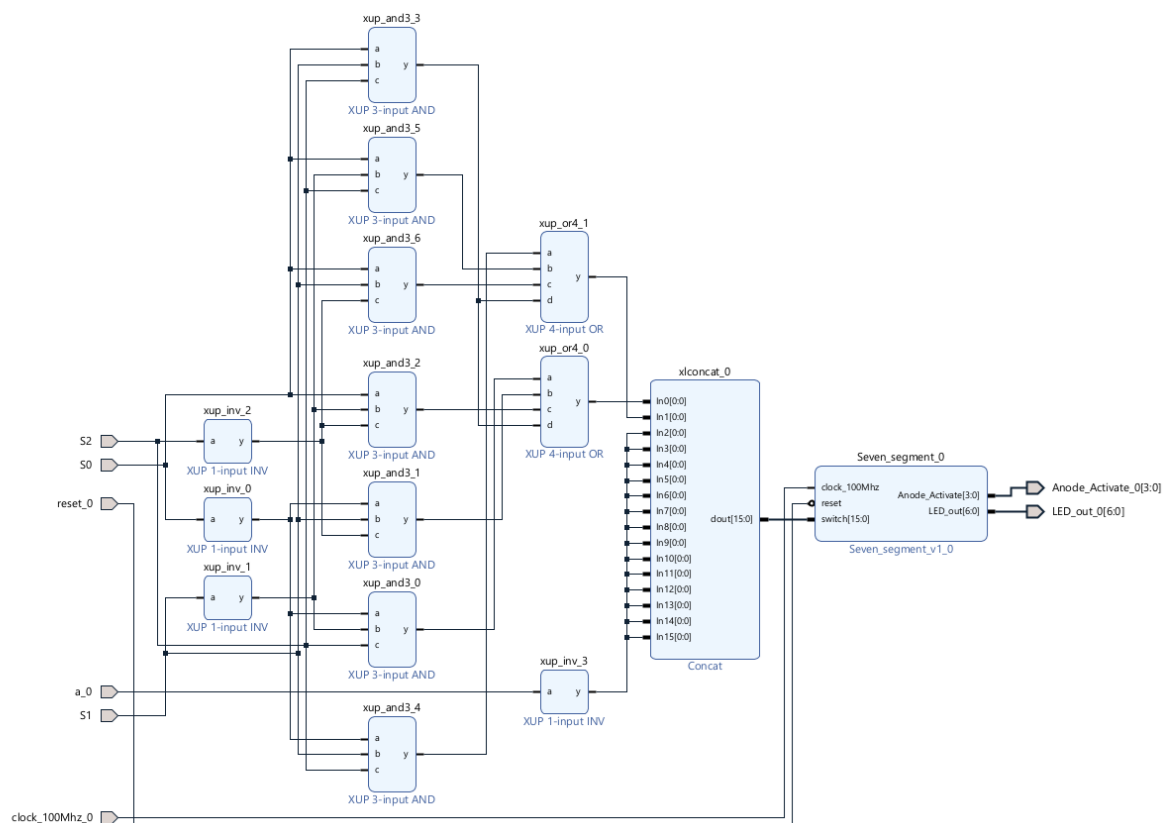 xup_and3_3
a
b y
c
XUP 3-input AND
xup_and3_5
a
b y
c
XUP 3-input AND
xup_and3_6
a
b y
c
XUP 3-input AND
xup_or4_1
a
b
c y
d
XUP 4-input OR
xup_and3_2
a
b y
c
XUP 3-input AND
xup_or4_0
a
b
c y
d
XUP 4-input OR
xup_inv_2
a y
XUP 1-input INV
S2
S0
reset_0
xup_inv_0
a y
XUP 1-input INV
xup_inv_1
a y
XUP 1-input INV
xup_and3_1
a
b y
c
XUP 3-input AND
xup_and3_0
a
b y
c
XUP 3-input AND
a_0
S1
xup_inv_3
a y
XUP 1-input INV
xup_and3_4
a
b y
c
XUP 3-input AND
clock_100Mhz_0
xlconcat_0
In0[0:0]
In1[0:0]
In2[0:0]
In3[0:0]
In4[0:0]
In5[0:0]
In6[0:0]
In7[0:0]
In8[0:0]
In9[0:0]
In10[0:0]
In11[0:0]
In12[0:0]
In13[0:0]
In14[0:0]
In15[0:0]
dout[15:0]
Concat
Seven_segment_0
clock_100Mhz
reset
switch[15:0]
Anode_Activate[3:0]
LED_out[6:0]
Seven_segment_v1_0
Anode_Activate_0[3:0]
LED_out_0[6:0]